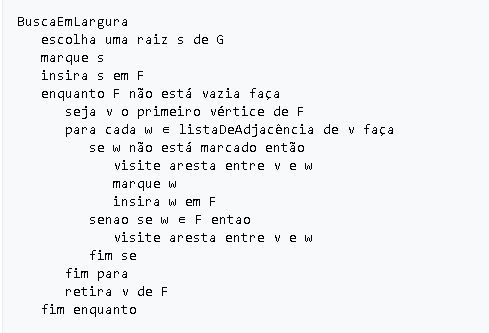 BuscaEmLargura
escolha uma raiz s de G
marque s
insira s em F
enquanto F não está vazia faça
seja v o primeiro vértice de F
para cada w ∈ listaDeAdjacência de v faça
se w não está marcado então
visite aresta entre v e w
marque w
insira w em F
senao se w ∈ F entao
visite aresta entre v e w
fim se
fim para
retira v de F
fim enquanto